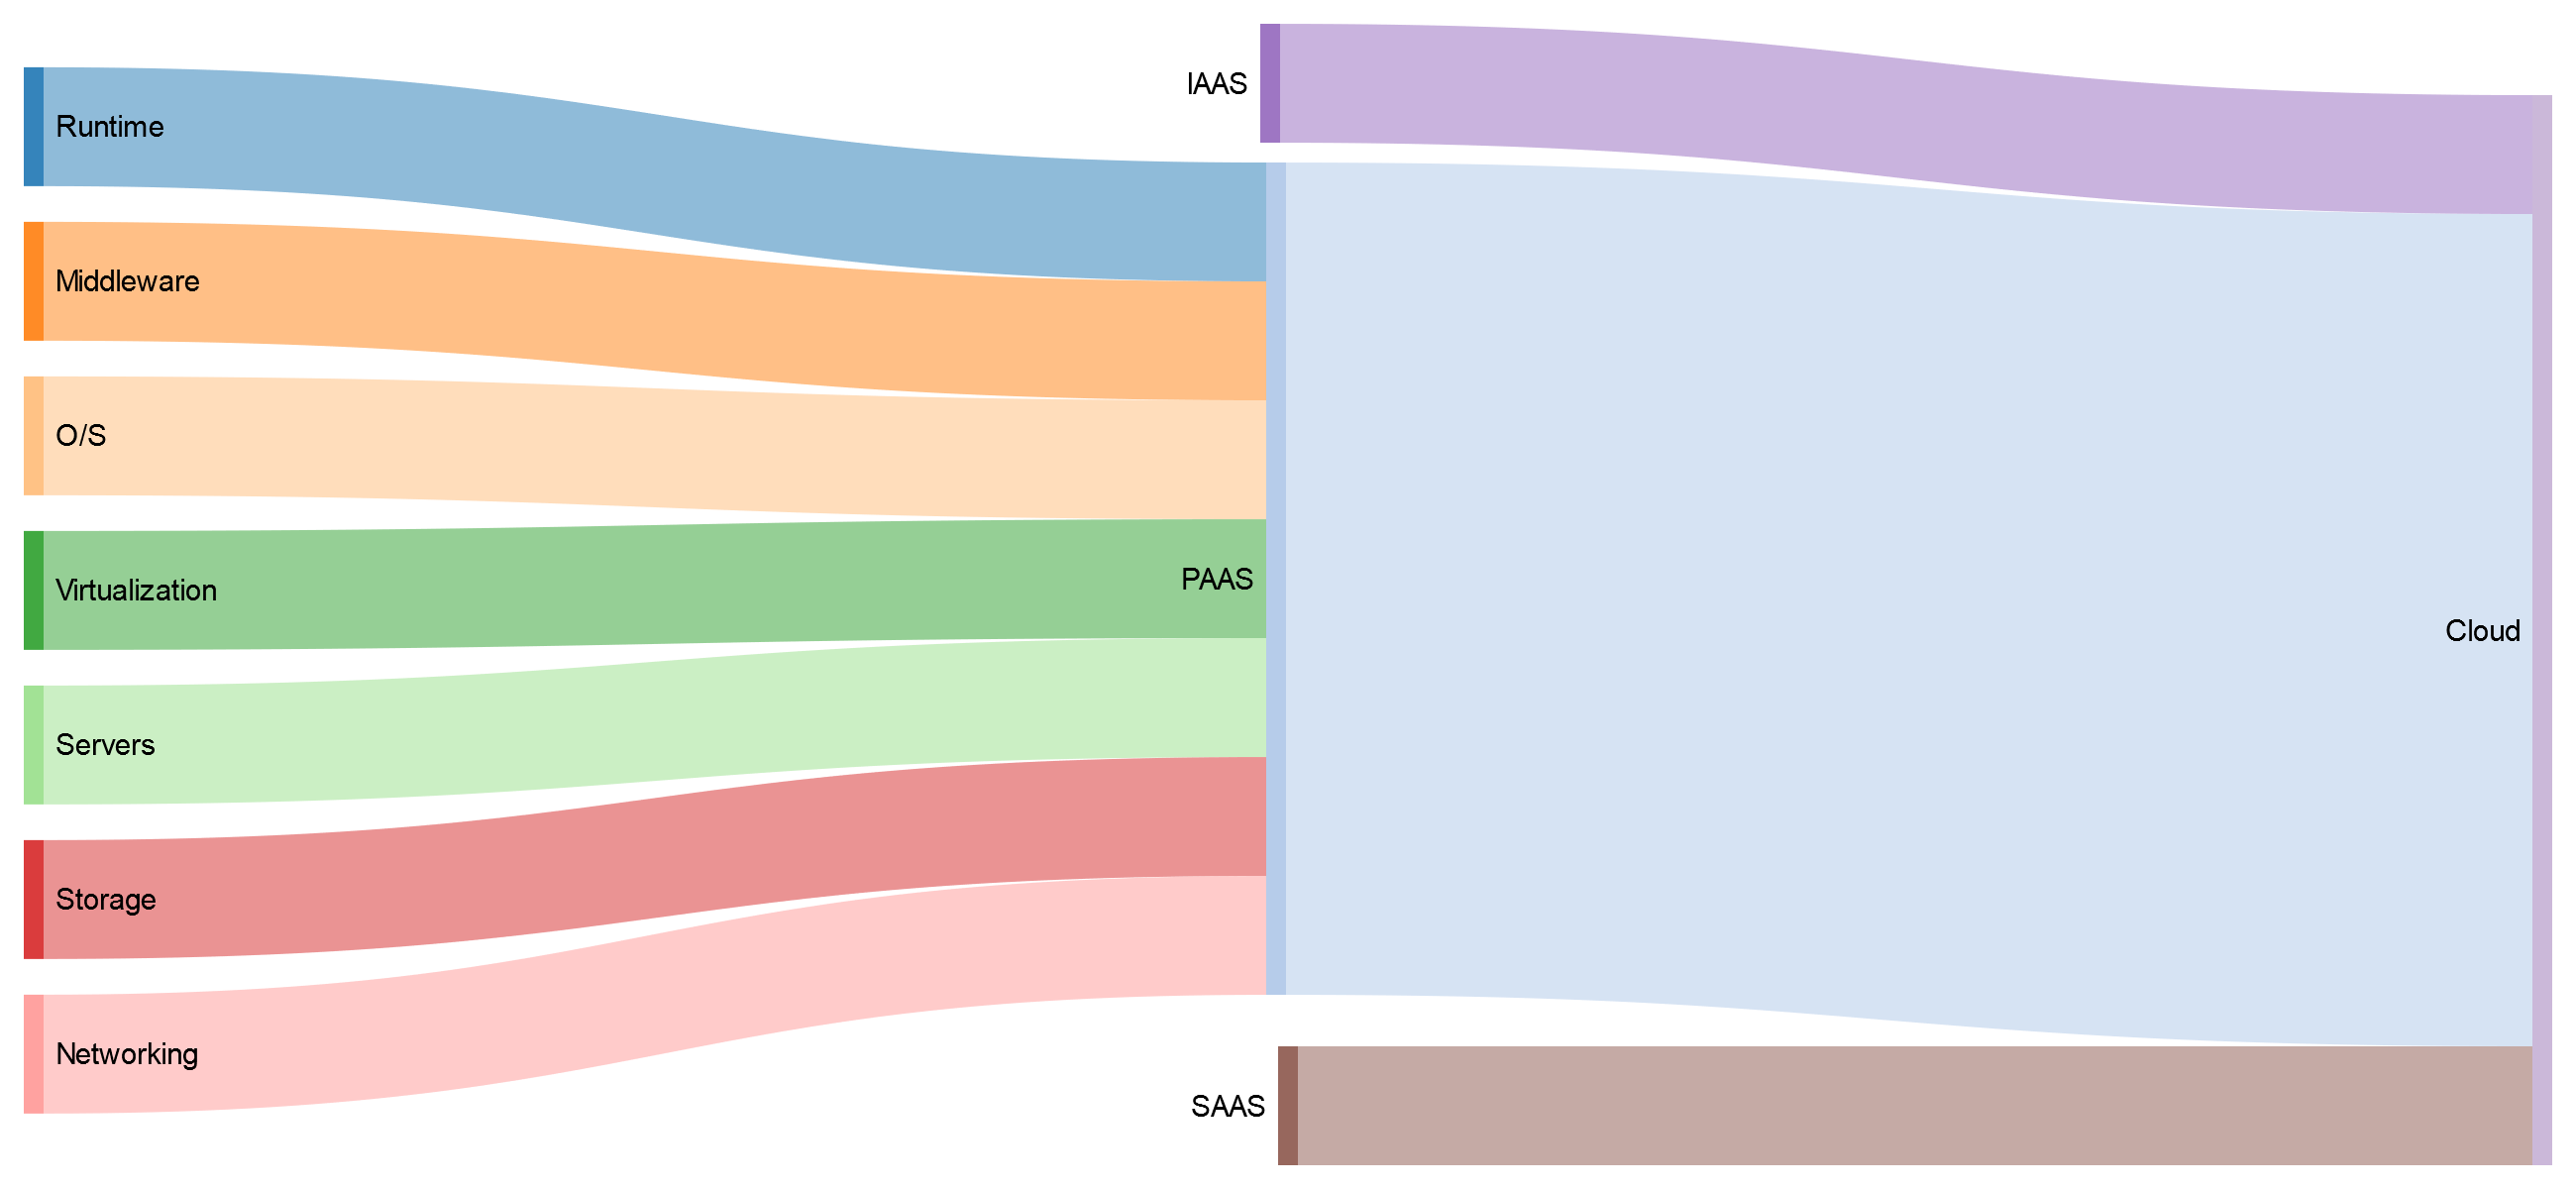 Runtime
Middleware
O/S
Virtualization
Servers
Storage
Networking
IAAS
PAAS
SAAS
Cloud